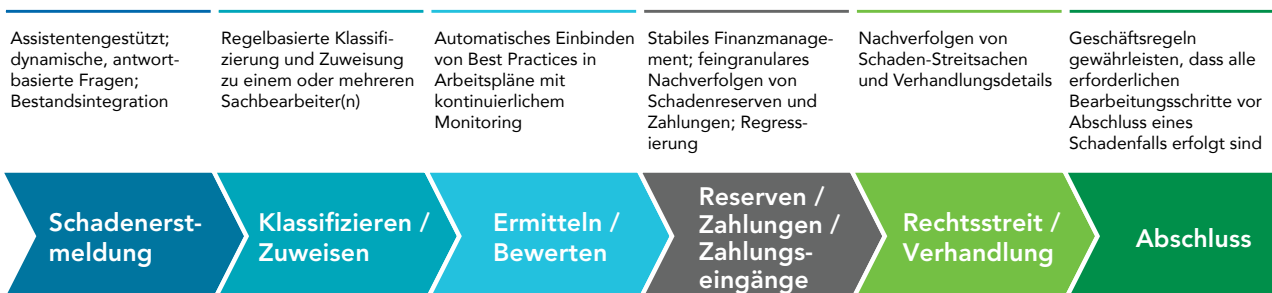 Assistentengestützt;
dynamische, antwort-
basierte Fragen;
Bestandsintegration
Regelbasierte Klassifi-
zierung und Zuweisung
zu einem oder mehreren
Sachbearbeiter(n)
Automatisches Einbinden
von Best Practices in
Arbeitspläne mit
kontinuierlichem
Monitoring
Stabiles Finanzmanage-
ment; feingranulares
Nachverfolgen von
Schadenreserven und
Zahlungen; Regress-
ierung
Nachverfolgen von
Schaden-Streitsachen
und Verhandlungsdetails
Geschäftsregeln
gewährleisten, dass alle
erforderlichen
Bearbeitungsschritte vor
Abschluss eines
Schadenfalls erfolgt sind
Schadenerst-
meldung
Klassifizieren /
Zuweisen
Ermitteln /
Bewerten
Reserven /
Zahlungen /
Zahlungs-
eingänge
Rechtsstreit /
Verhandlung
Abschluss